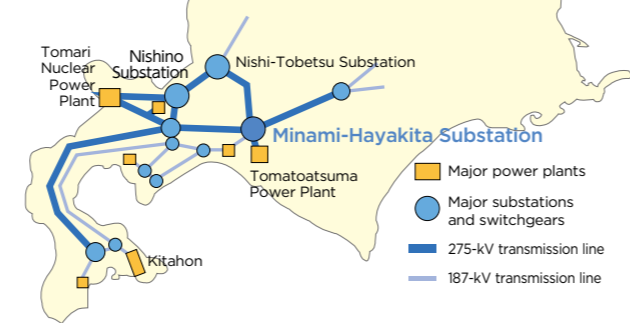 Tomari
Nuclear
Power
Plant
Nishino
Substation
Nishi-Tobetsu Substation
Minami-Hayakita Substation
Tomatoatsuma
Power Plant
Kitahon
Major power plants
Major substations
and switchgears
275-kV transmission line
187-kV transmission line